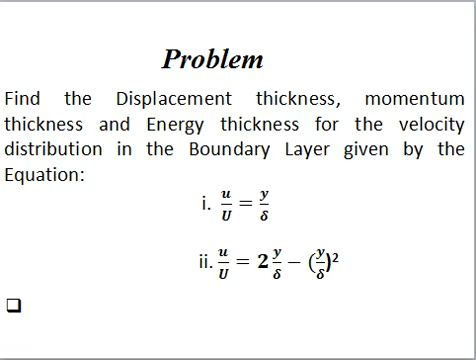 Problem
Find the Displacement thickness, momentum
thickness and Energy thickness for the velocity
distribution in the Boundary Layer given by the
Equation:
i. u/U = y/δ
ii. u/U = 2 y/δ − (y/δ)²